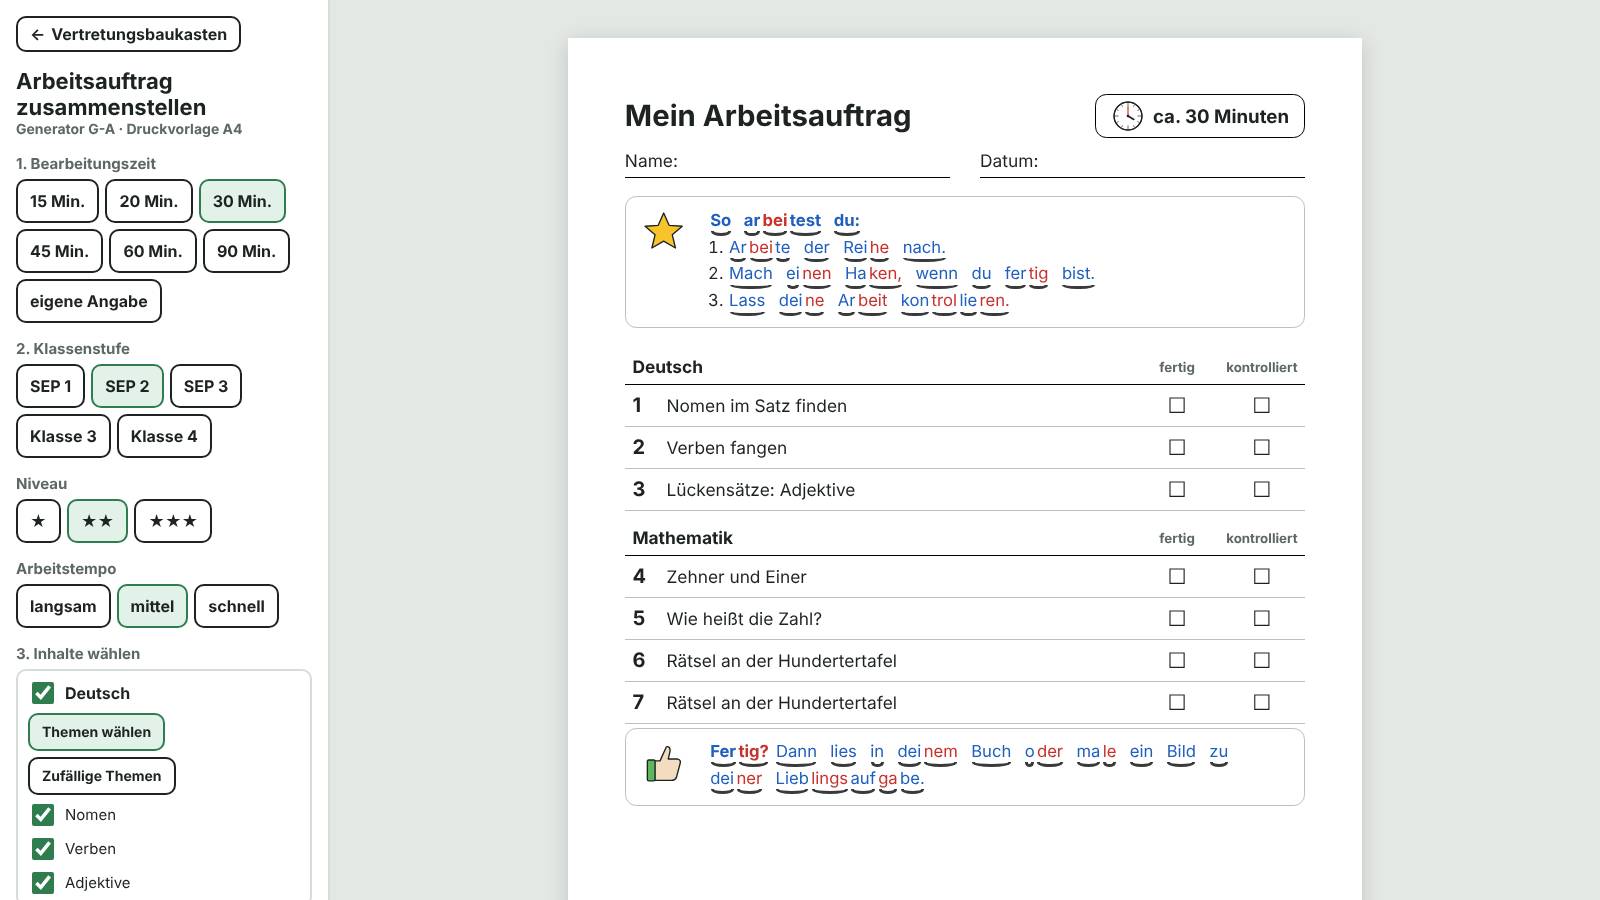 ← Vertretungsbaukasten
Arbeitsauftrag
zusammenstellen
Generator G-A · Druckvorlage A4
1. Bearbeitungszeit
15 Min. 20 Min. 30 Min.
45 Min. 60 Min. 90 Min.
eigene Angabe
2. Klassenstufe
SEP 1 SEP 2 SEP 3
Klasse 3 Klasse 4
Niveau
★ ★★ ★★★
Arbeitstempo
langsam mittel schnell
3. Inhalte wählen
Deutsch
Themen wählen
Zufällige Themen
Nomen
Verben
Adjektive
Mein Arbeitsauftrag
ca. 30 Minuten
Name: Datum:
So arbeitest du:
1. Arbeite der Reihe nach.
2. Mach einen Haken, wenn du fertig bist.
3. Lass deine Arbeit kontrollieren.
Deutsch fertig kontrolliert
1 Nomen im Satz finden
2 Verben fangen
3 Lückensätze: Adjektive
Mathematik fertig kontrolliert
4 Zehner und Einer
5 Wie heißt die Zahl?
6 Rätsel an der Hundertertafel
7 Rätsel an der Hundertertafel
Fertig? Dann lies in deinem Buch oder male ein Bild zu
deiner Lieblingsaufgabe.